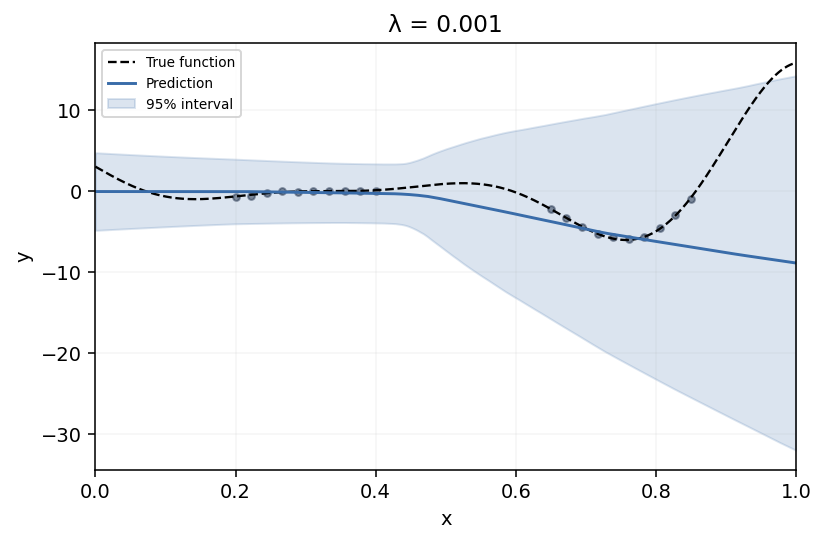 λ = 0.001
True function
Prediction
95% interval
10
0
−10
−20
−30
y
0.0 0.2 0.4 0.6 0.8 1.0
x